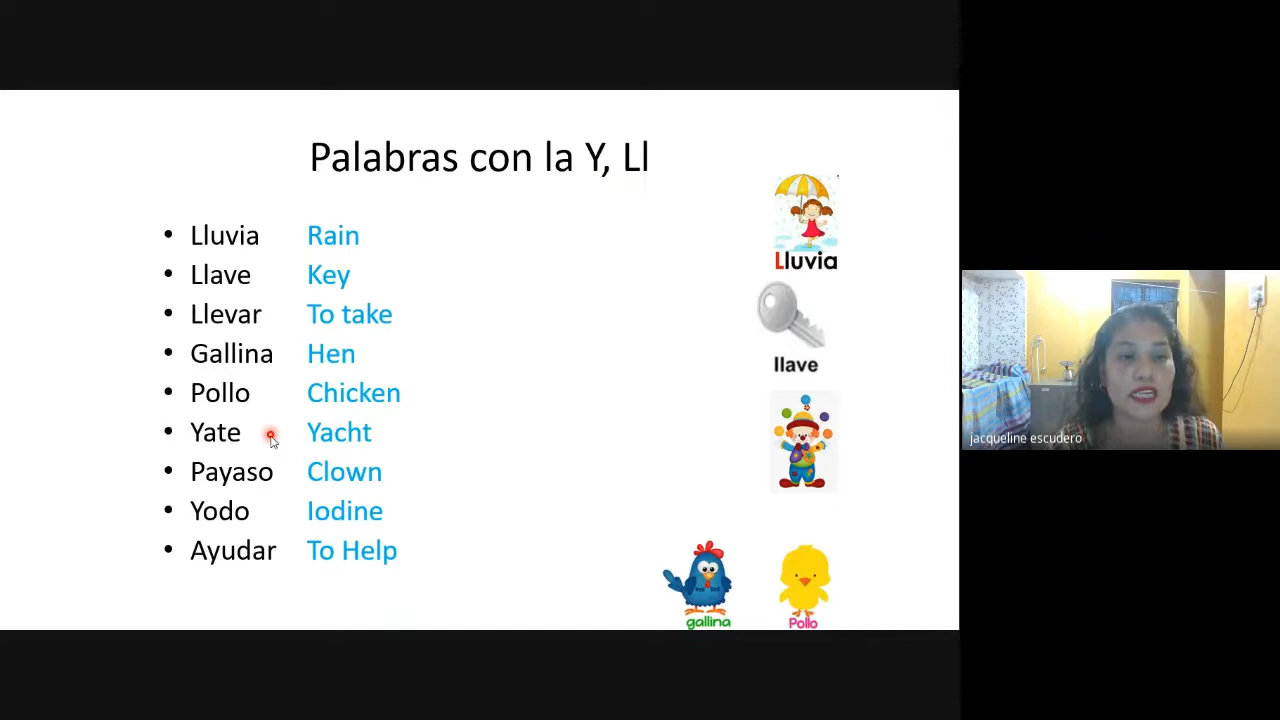 Palabras con la Y, Ll
• Lluvia Rain
• Llave Key
• Llevar To take
• Gallina Hen
• Pollo Chicken
• Yate Yacht
• Payaso Clown
• Yodo Iodine
• Ayudar To Help
Lluvia
llave
gallina
Pollo
jacqueline escudero